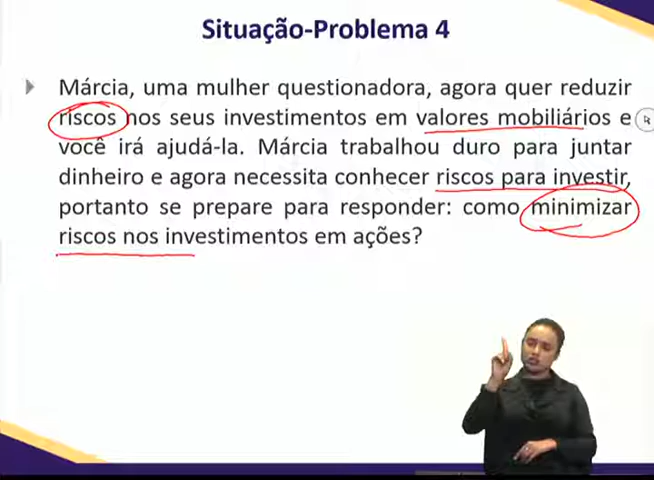 Situação-Problema 4
Márcia, uma mulher questionadora, agora quer reduzir
riscos nos seus investimentos em valores mobiliários e
você irá ajudá-la. Márcia trabalhou duro para juntar
dinheiro e agora necessita conhecer riscos para investir,
portanto se prepare para responder: como minimizar
riscos nos investimentos em ações?